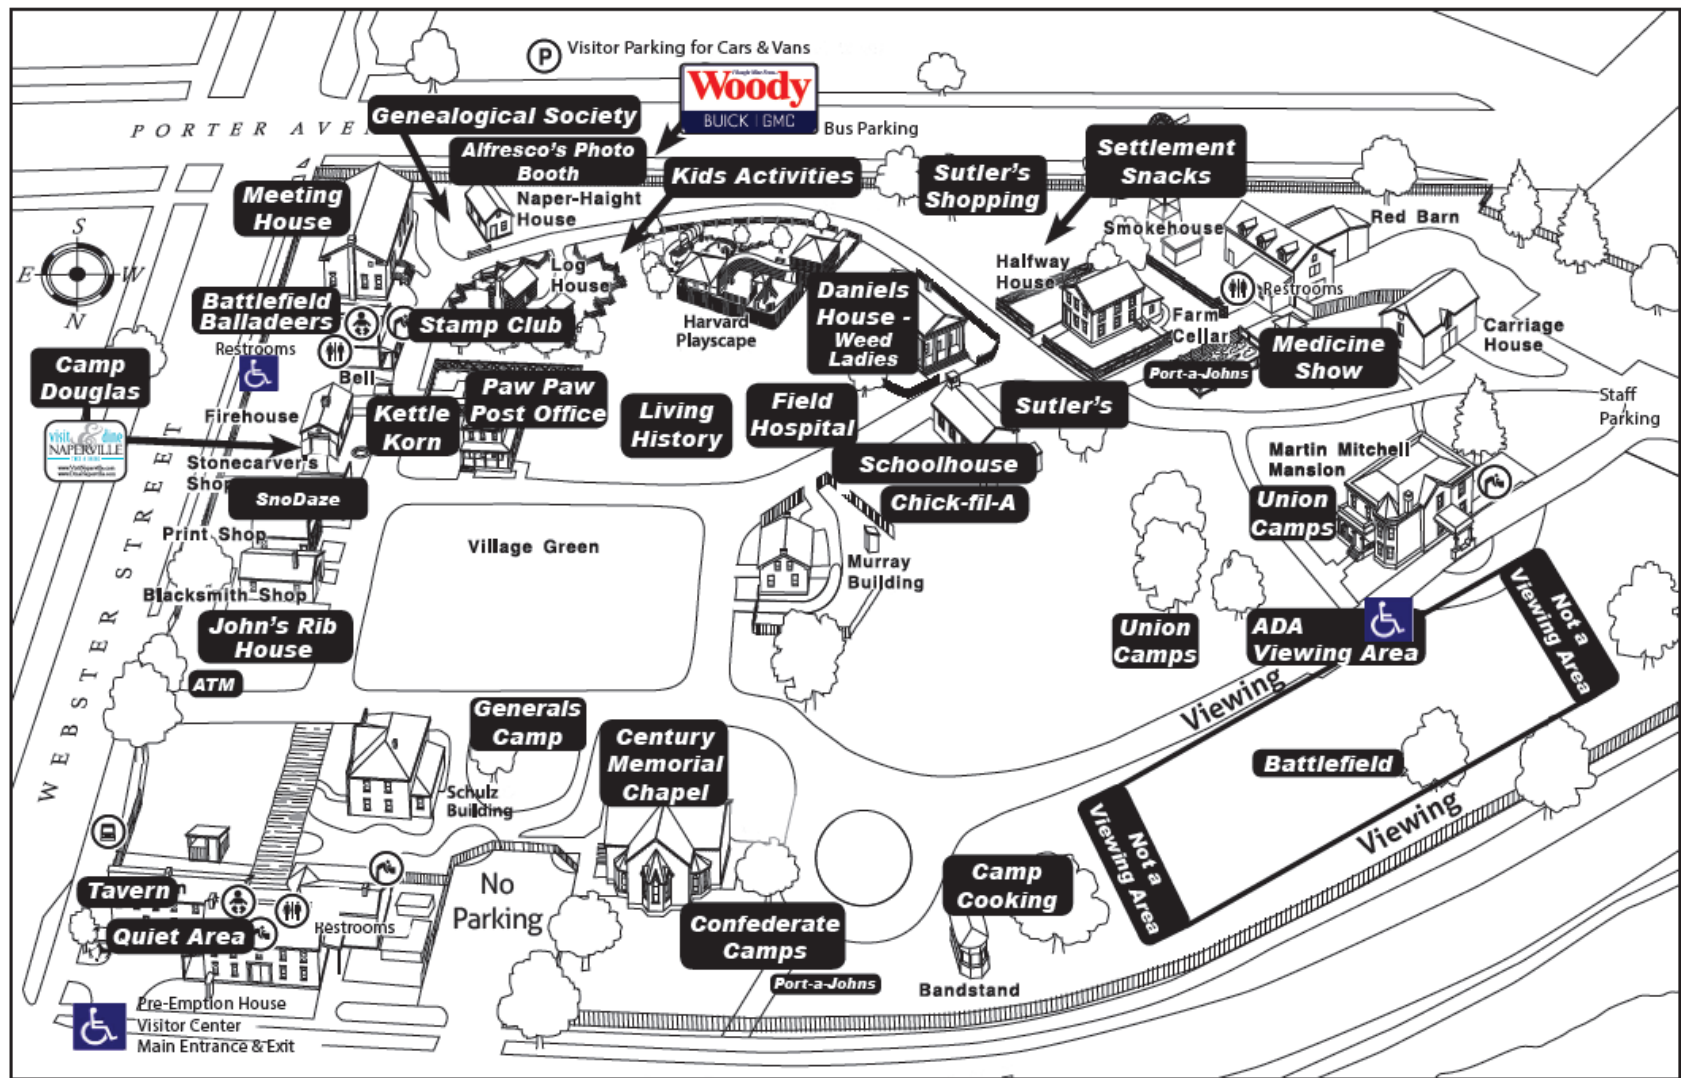 P
Visitor Parking for Cars & Vans
Woody
BUICK | GMC
Bus Parking
PORTER AVE
Genealogical Society
Alfresco's Photo
Booth
Kids Activities
Sutler's
Shopping
Settlement
Snacks
Meeting
House
Naper-Haight
House
Smokehouse
Red Barn
S
E
W
N
Log
House
Halfway
House
Restrooms
Battlefield
Balladeers
Stamp Club
Harvard
Playscape
Daniels
House -
Weed
Ladies
Farm
Cellar
Carriage
House
Restrooms
Camp
Douglas
Bell
Medicine
Show
Port-a-Johns
Firehouse
Kettle
Korn
Paw Paw
Post Office
Living
History
Field
Hospital
Sutler's
Staff
Parking
visit & dine
NAPERVILLE
Stonecarver's
Shop
Schoolhouse
Martin Mitchell
Mansion
SnoDaze
Chick-fil-A
Union
Camps
Print Shop
Village Green
Murray
Building
Blacksmith Shop
WEBSTER STREET
John's Rib
House
Union
Camps
ADA
Viewing Area
Not a
Viewing Area
ATM
Viewing
Generals
Camp
Century
Memorial
Chapel
Battlefield
Schulz
Building
Viewing
Not a
Viewing Area
Tavern
No
Parking
Camp
Cooking
Quiet Area
Restrooms
Confederate
Camps
Port-a-Johns
Bandstand
Pre-Emption House
Visitor Center
Main Entrance & Exit